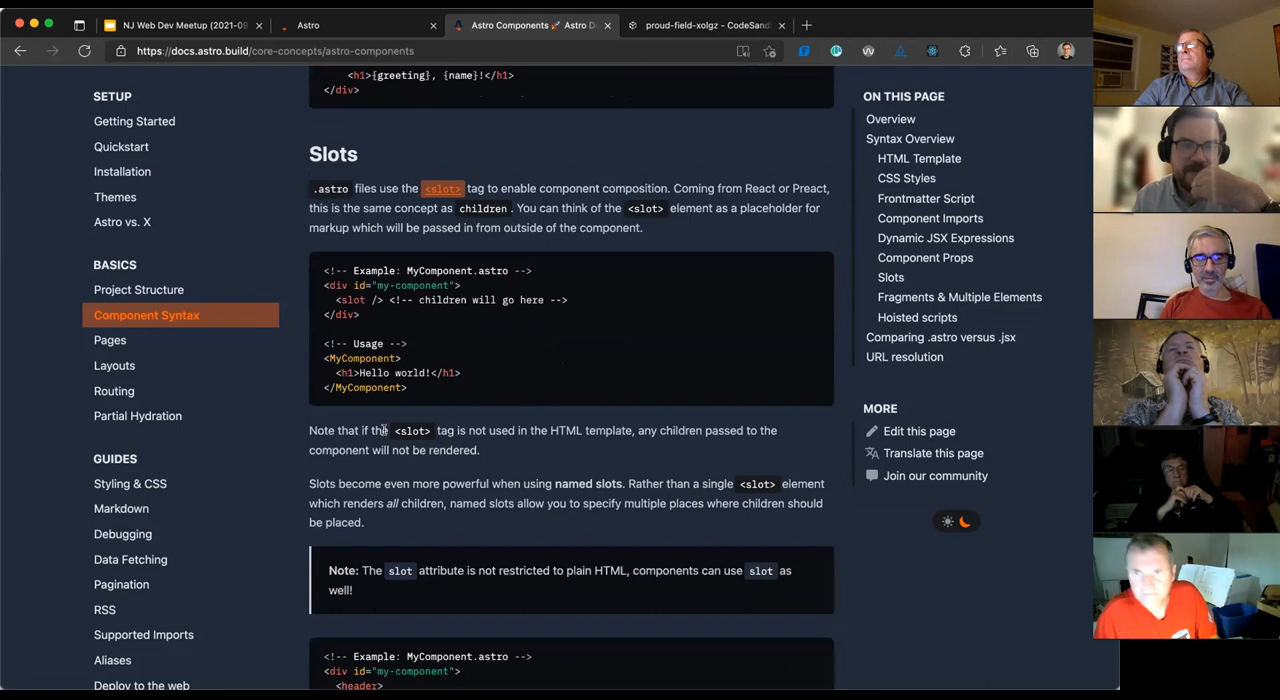 NJ Web Dev Meetup (2021-09
Astro
Astro Components 🚀 Astro D
proud-field-xolgz - CodeSand
https://docs.astro.build/core-concepts/astro-components
SETUP
Getting Started
Quickstart
Installation
Themes
Astro vs. X
BASICS
Project Structure
Component Syntax
Pages
Layouts
Routing
Partial Hydration
GUIDES
Styling & CSS
Markdown
Debugging
Data Fetching
Pagination
RSS
Supported Imports
Aliases
Deploy to the web
<h1>{greeting}, {name}!</h1>
</div>
Slots
.astro files use the <slot> tag to enable component composition. Coming from React or Preact,
this is the same concept as children. You can think of the <slot> element as a placeholder for
markup which will be passed in from outside of the component.
<!-- Example: MyComponent.astro -->
<div id="my-component">
<slot /> <!-- children will go here -->
</div>
<!-- Usage -->
<MyComponent>
<h1>Hello world!</h1>
</MyComponent>
Note that if the <slot> tag is not used in the HTML template, any children passed to the
component will not be rendered.
Slots become even more powerful when using named slots. Rather than a single <slot> element
which renders all children, named slots allow you to specify multiple places where children should
be placed.
Note: The slot attribute is not restricted to plain HTML, components can use slot as
well!
<!-- Example: MyComponent.astro -->
<div id="my-component">
<header>
ON THIS PAGE
Overview
Syntax Overview
HTML Template
CSS Styles
Frontmatter Script
Component Imports
Dynamic JSX Expressions
Component Props
Slots
Fragments & Multiple Elements
Hoisted scripts
Comparing .astro versus .jsx
URL resolution
MORE
Edit this page
Translate this page
Join our community